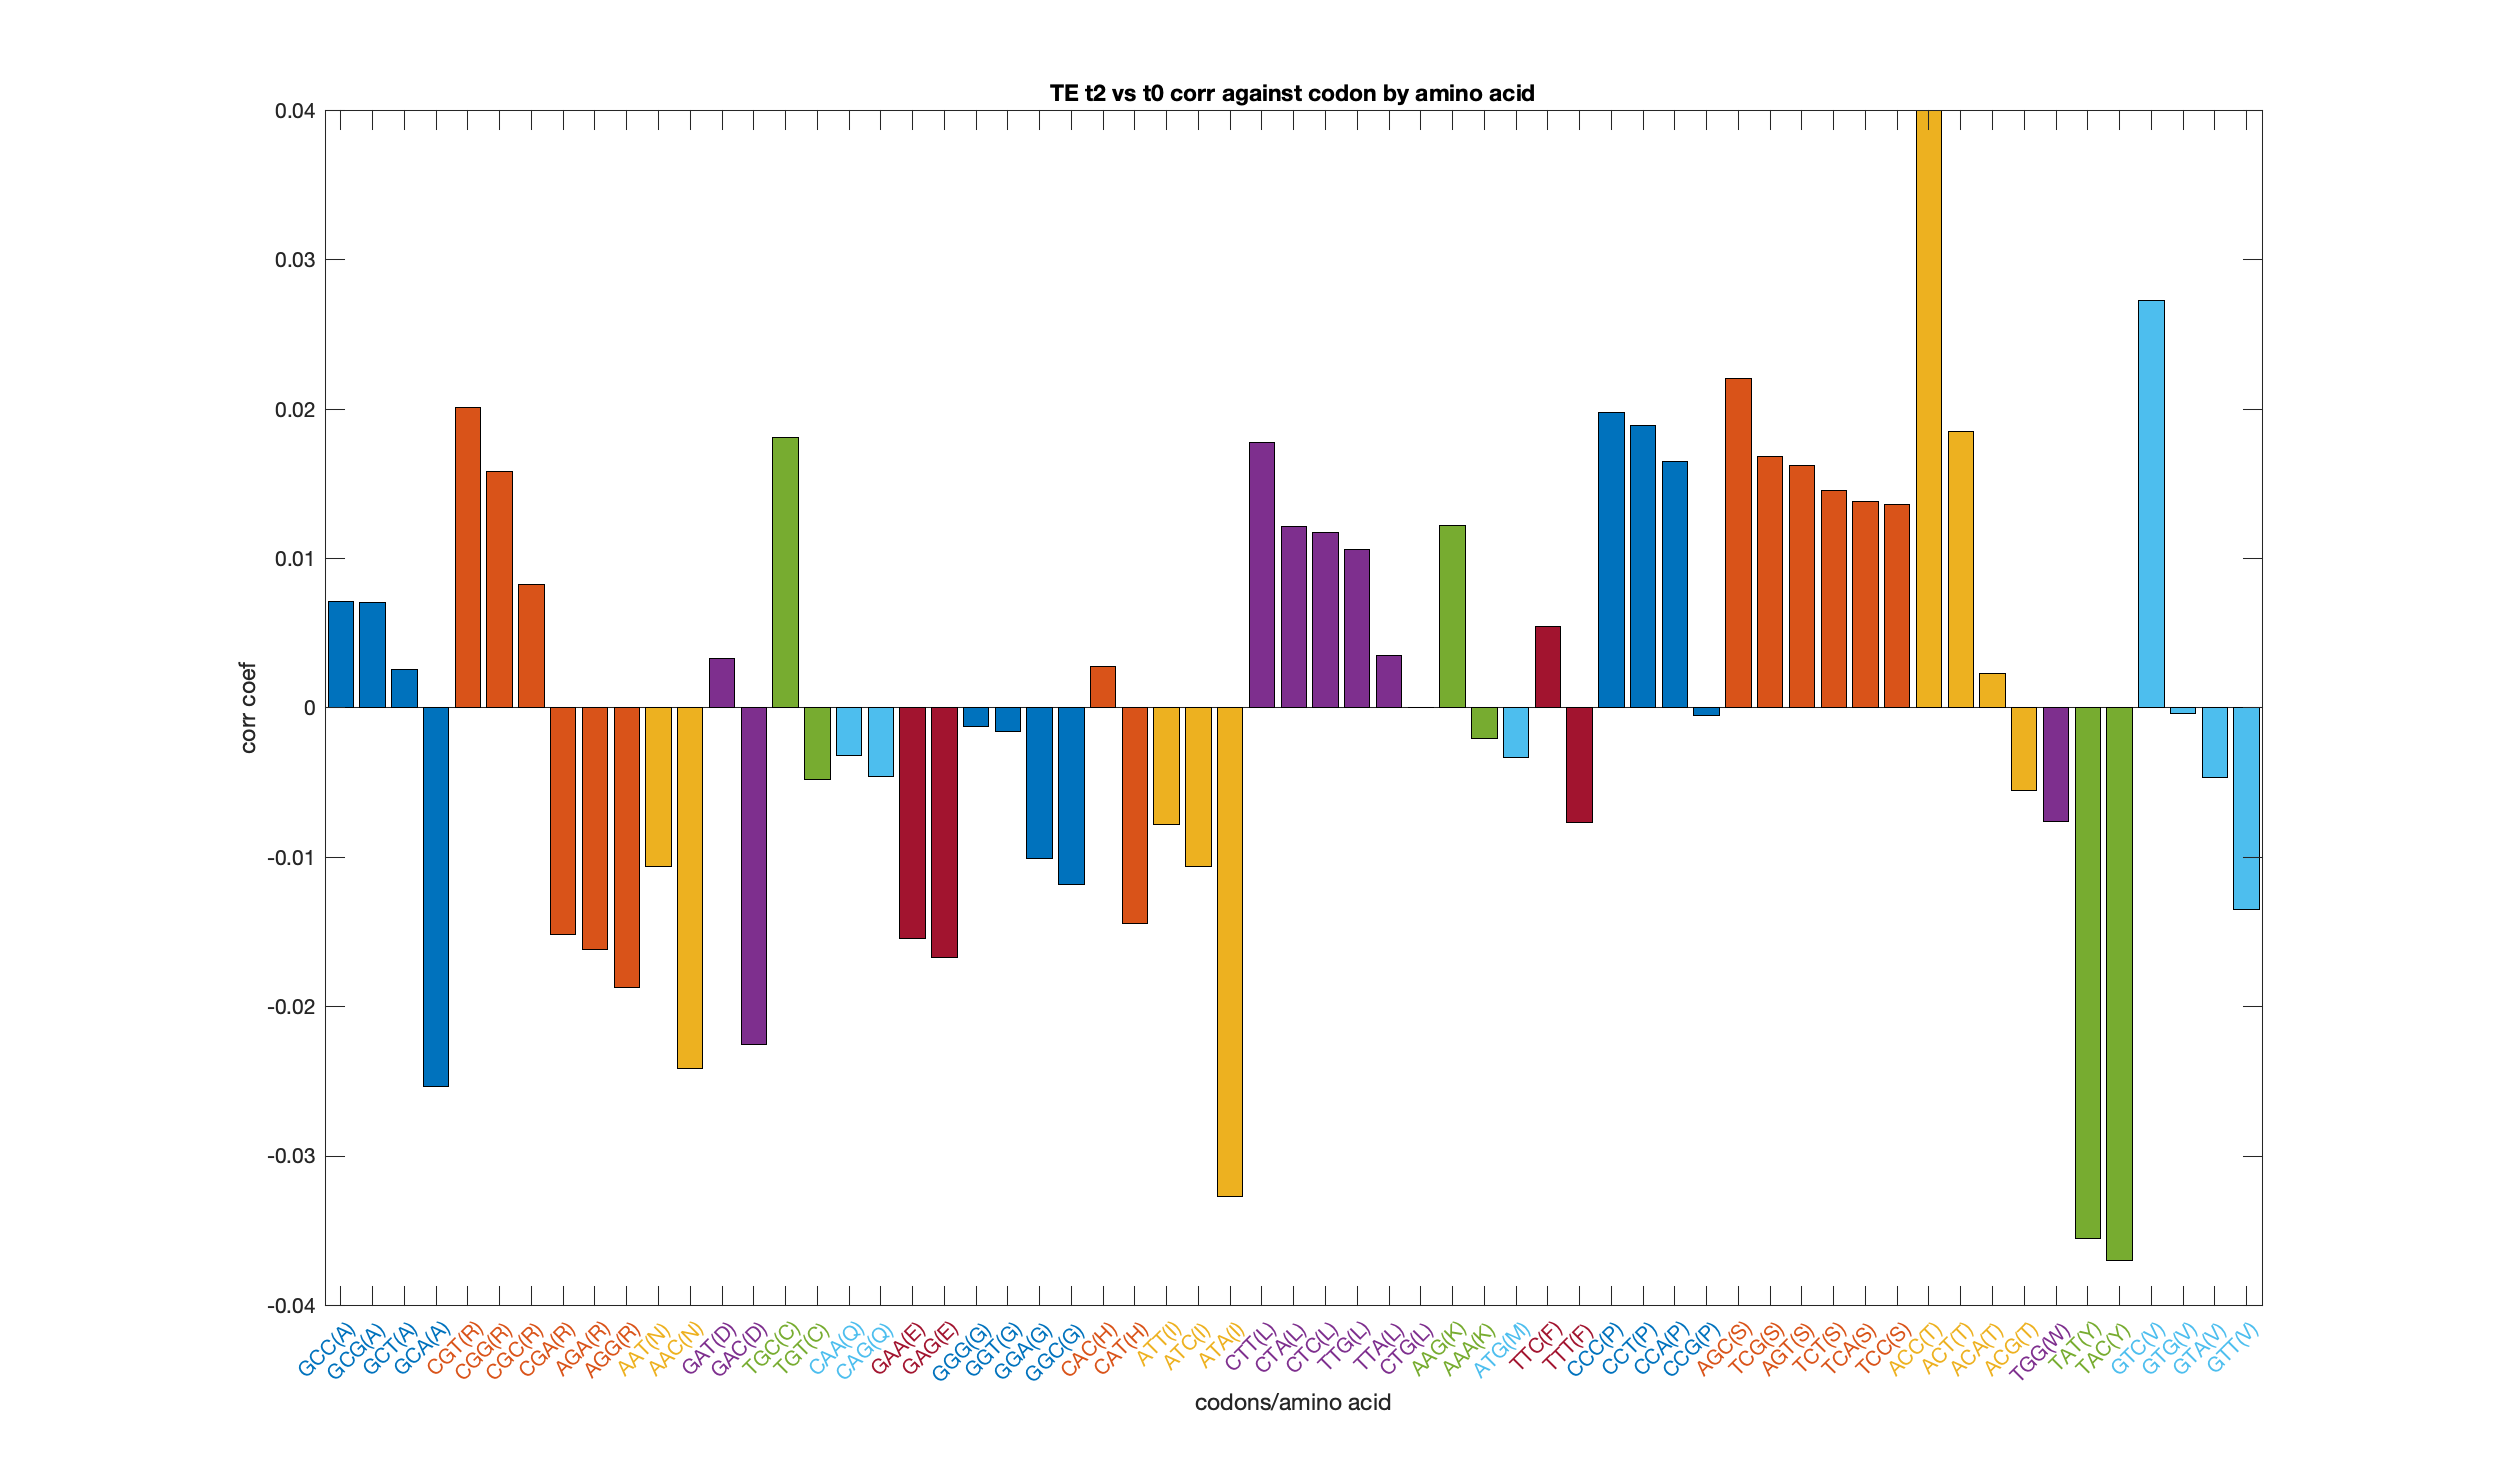 TE t2 vs t0 corr against codon by amino acid
0.04
0.03
0.02
0.01
0
-0.01
-0.02
-0.03
-0.04
corr coef
GCC(A)
GCG(A)
GCT(A)
GCA(A)
CGT(R)
CGG(R)
CGC(R)
CGA(R)
AGA(R)
AGG(R)
AAT(N)
AAC(N)
GAT(D)
GAC(D)
TGC(C)
TGT(C)
CAA(Q)
CAG(Q)
GAA(E)
GAG(E)
GGG(G)
GGT(G)
GGA(G)
GGC(G)
CAC(H)
CAT(H)
ATT(I)
ATC(I)
ATA(I)
CTT(L)
CTA(L)
CTC(L)
TTG(L)
TTA(L)
CTG(L)
AAG(K)
AAA(K)
ATG(M)
TTC(F)
TTT(F)
CCC(P)
CCT(P)
CCA(P)
CCG(P)
AGC(S)
TCG(S)
AGT(S)
TCT(S)
TCA(S)
TCC(S)
ACC(T)
ACT(T)
ACA(T)
ACG(T)
TGG(W)
TAT(Y)
TAC(Y)
GTC(V)
GTG(V)
GTA(V)
GTT(V)
codons/amino acid